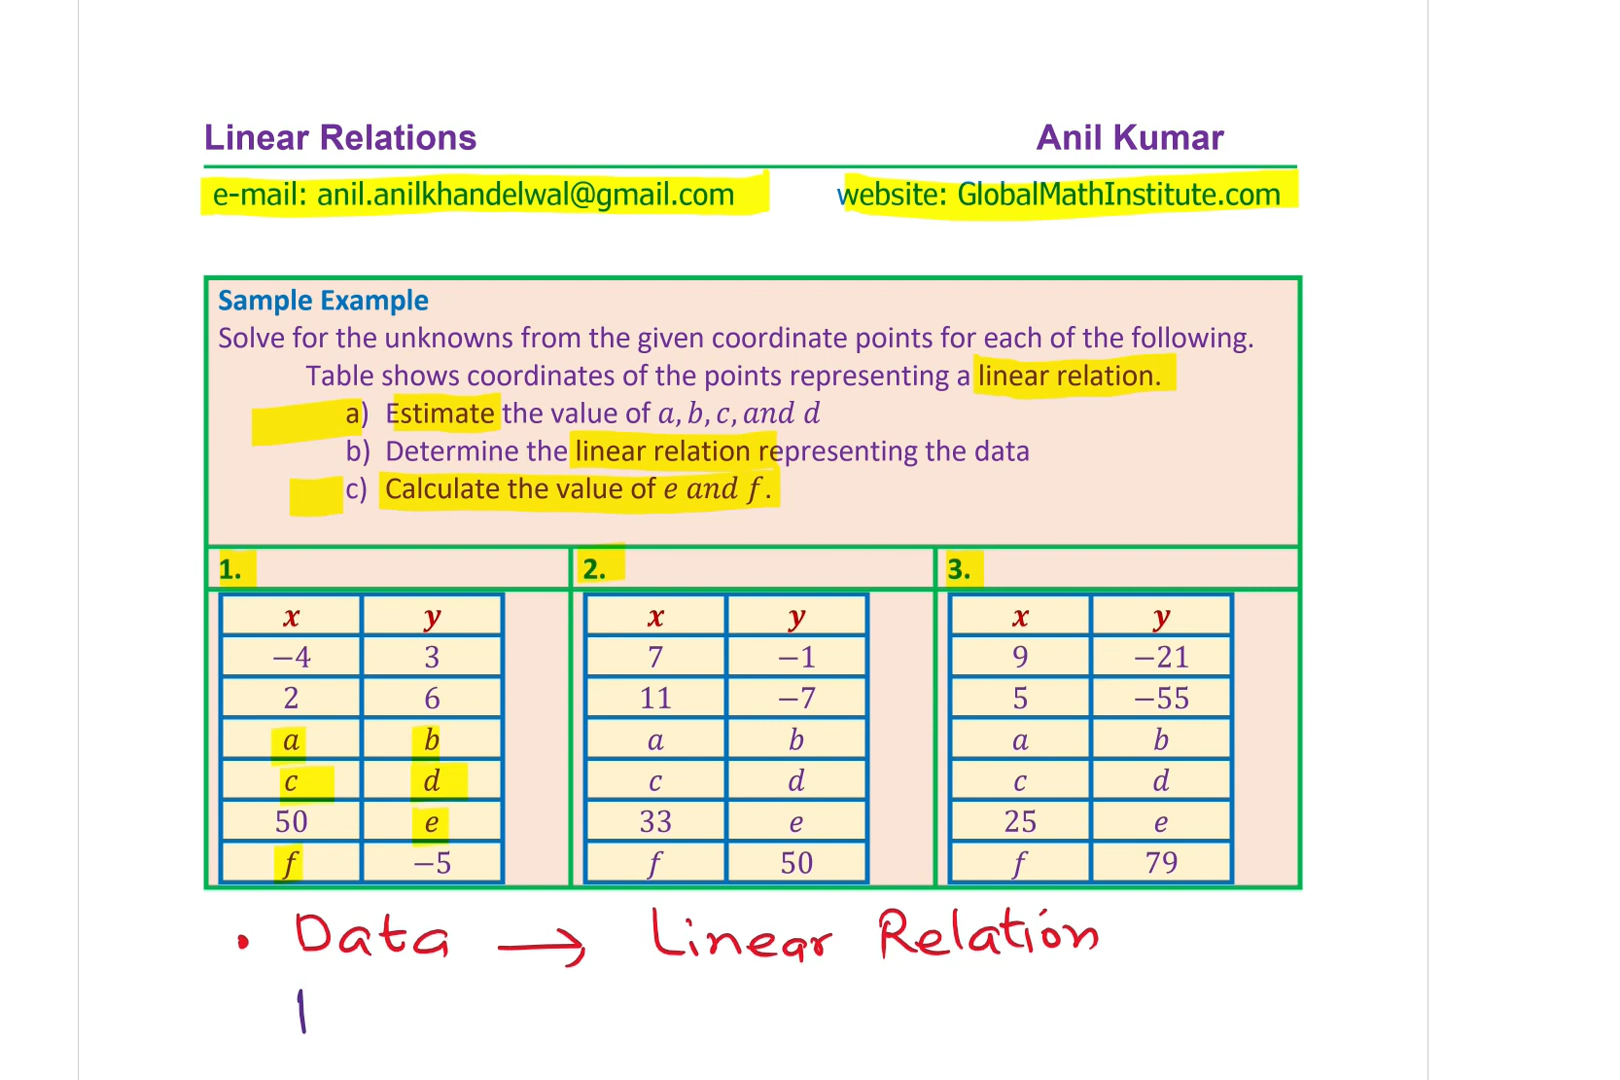 Linear Relations Anil Kumar
e-mail: anil.anilkhandelwal@gmail.com website: GlobalMathInstitute.com
Sample Example
Solve for the unknowns from the given coordinate points for each of the following.
Table shows coordinates of the points representing a linear relation.
a) Estimate the value of a, b, c, and d
b) Determine the linear relation representing the data
c) Calculate the value of e and f.
1. 2. 3.
x y x y x y
−4 3 7 −1 9 −21
2 6 11 −7 5 −55
a b a b a b
c d c d c d
50 e 33 e 25 e
f −5 f 50 f 79
• Data → Linear Relation